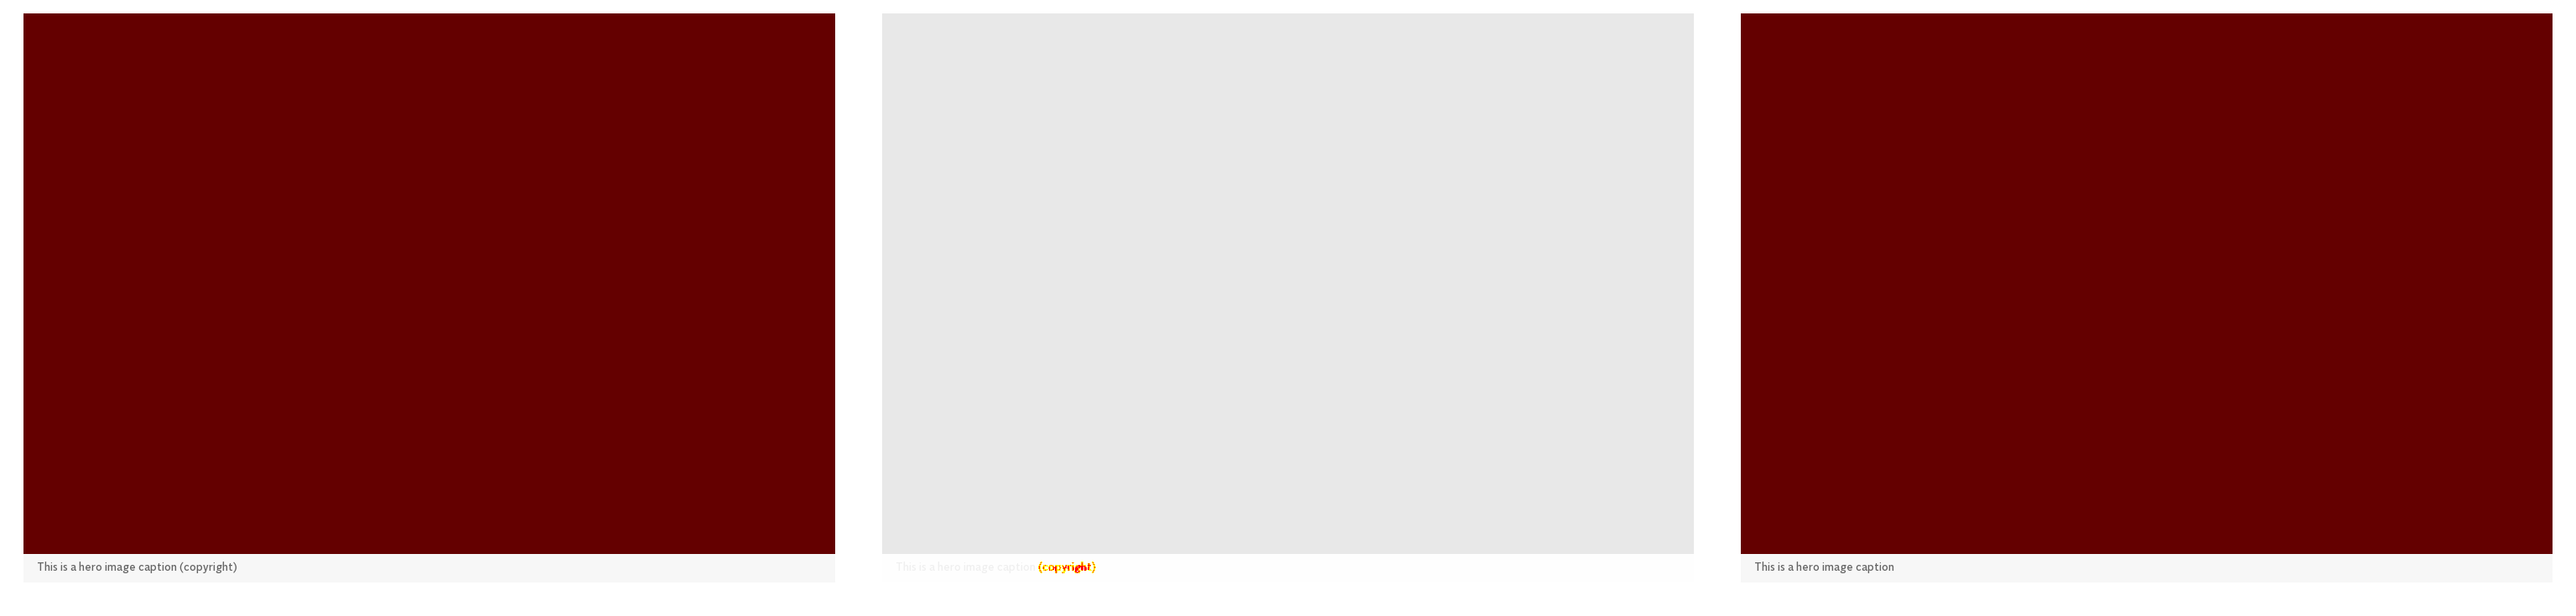 This is a hero image caption (copyright)
This is a hero image caption (copyright)
This is a hero image caption